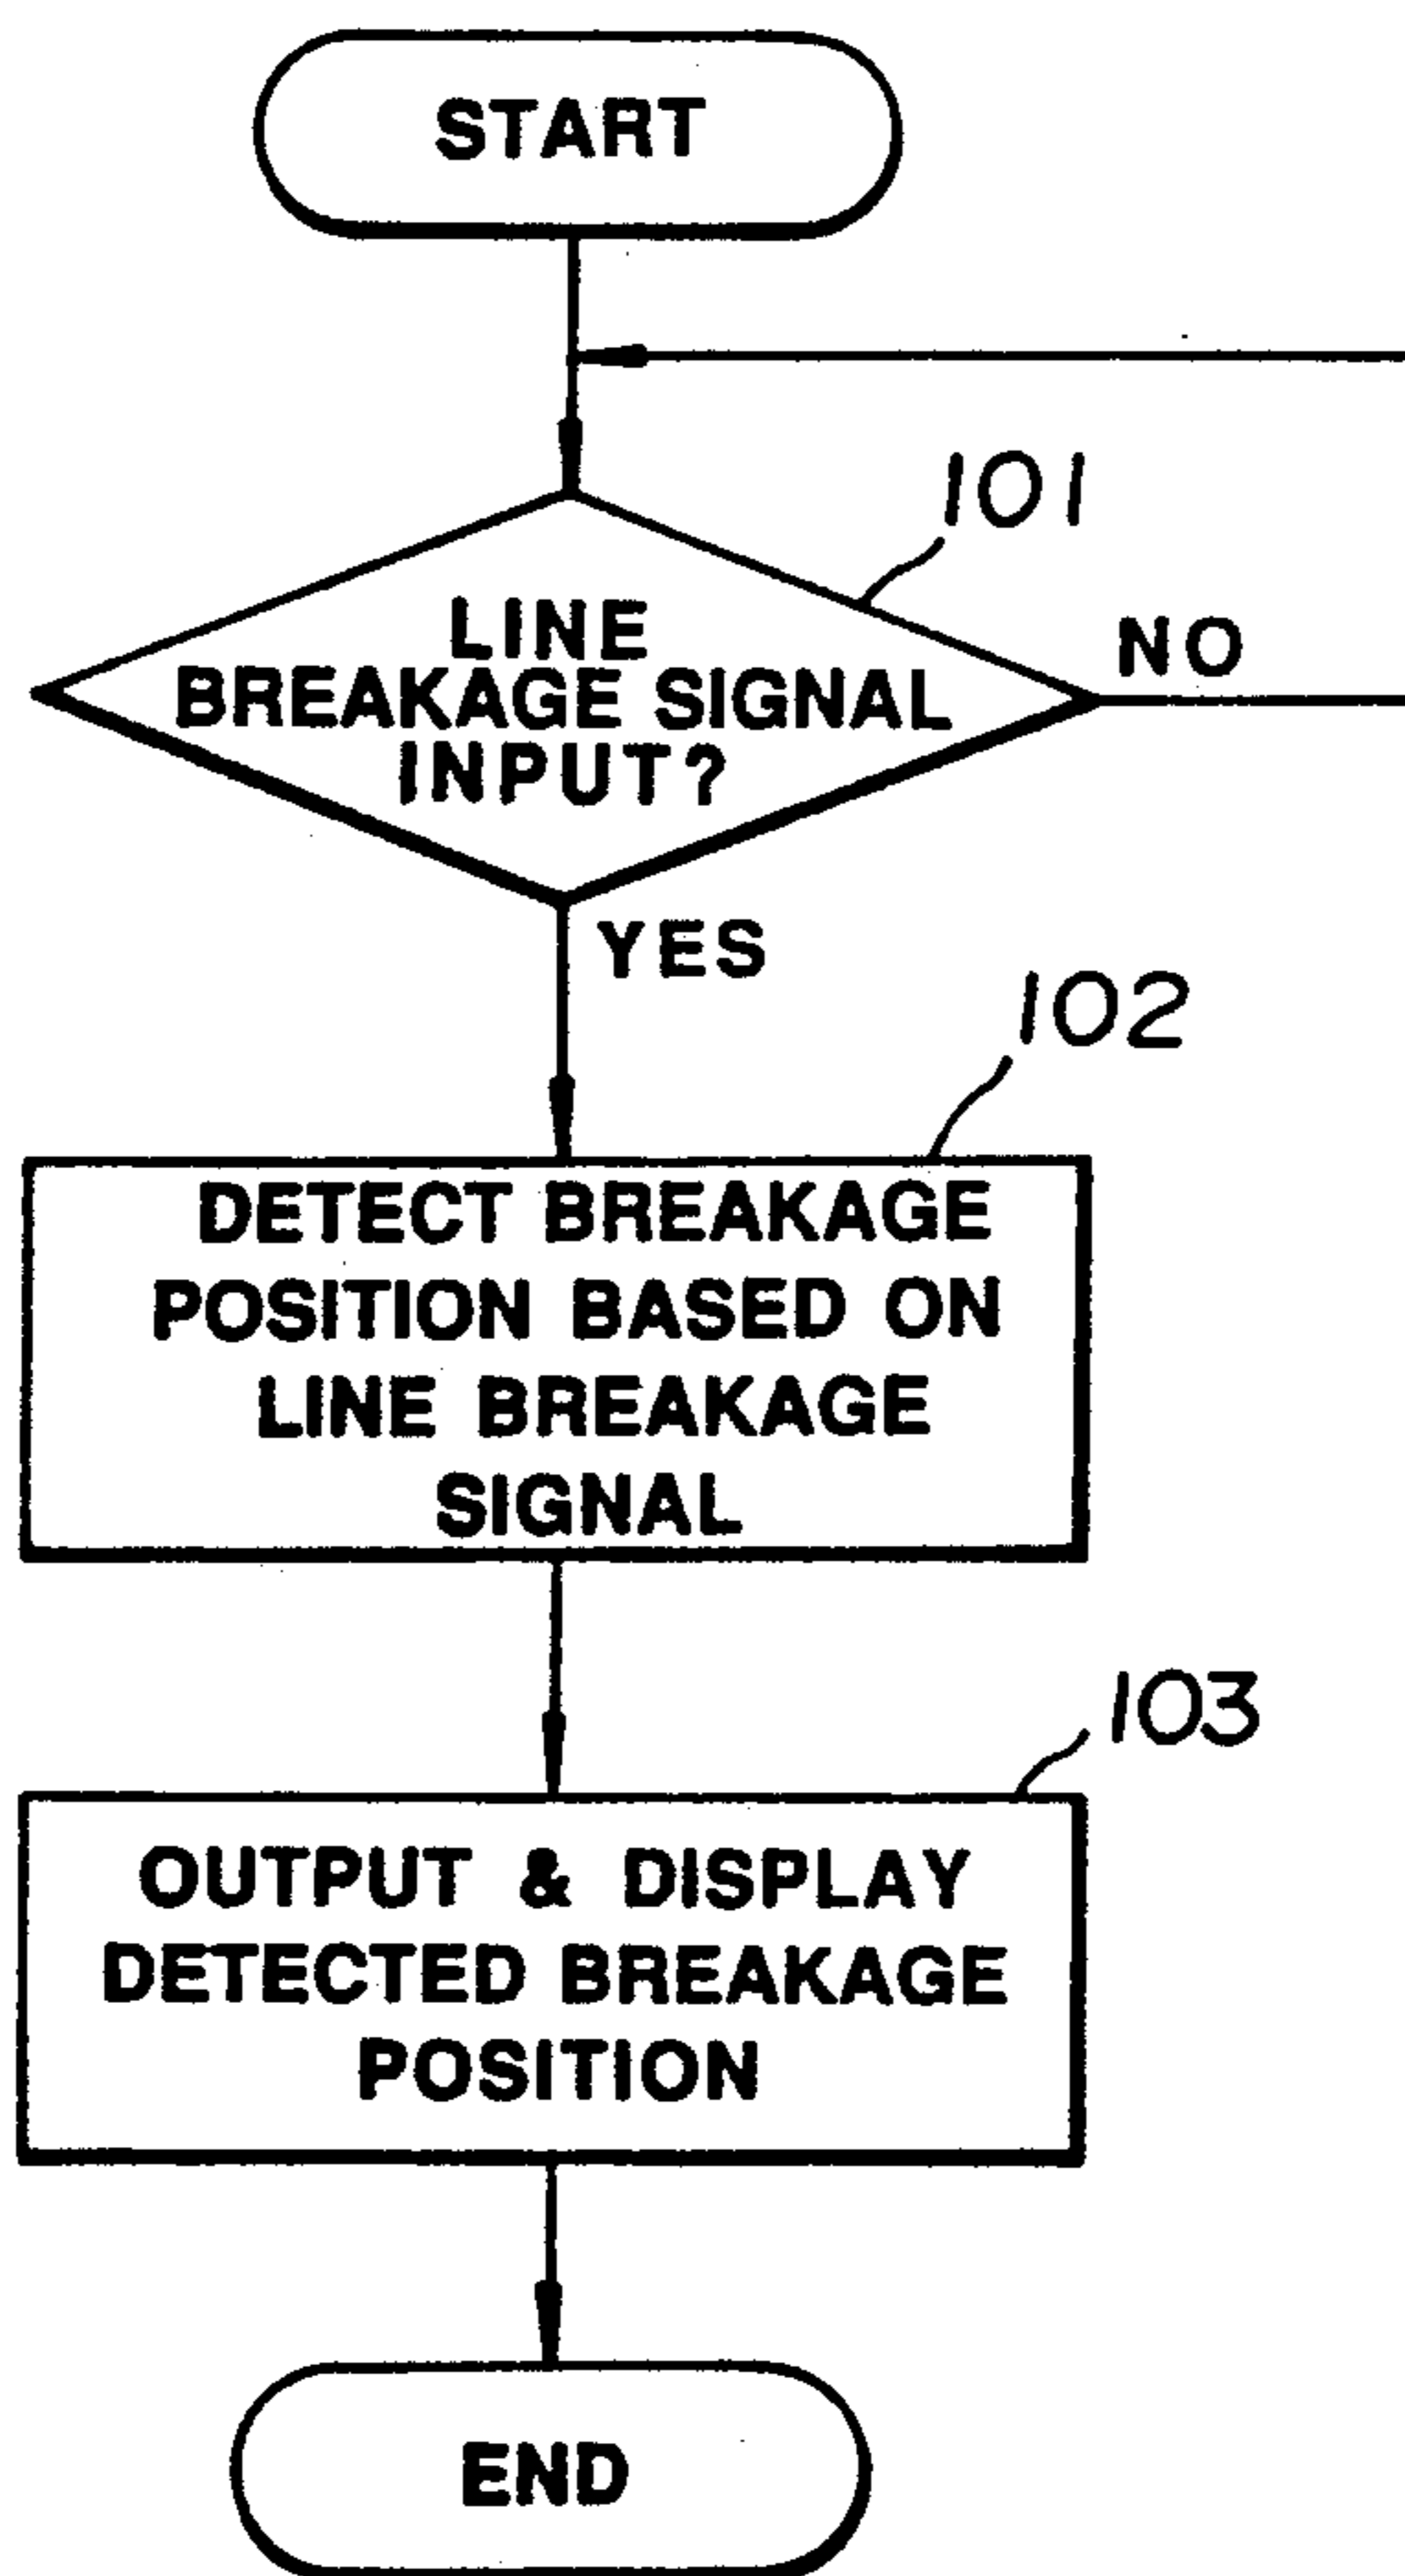 START
101
LINE
BREAKAGE SIGNAL
INPUT?
NO
YES
102
DETECT BREAKAGE
POSITION BASED ON
LINE BREAKAGE
SIGNAL
103
OUTPUT & DISPLAY
DETECTED BREAKAGE
POSITION
END